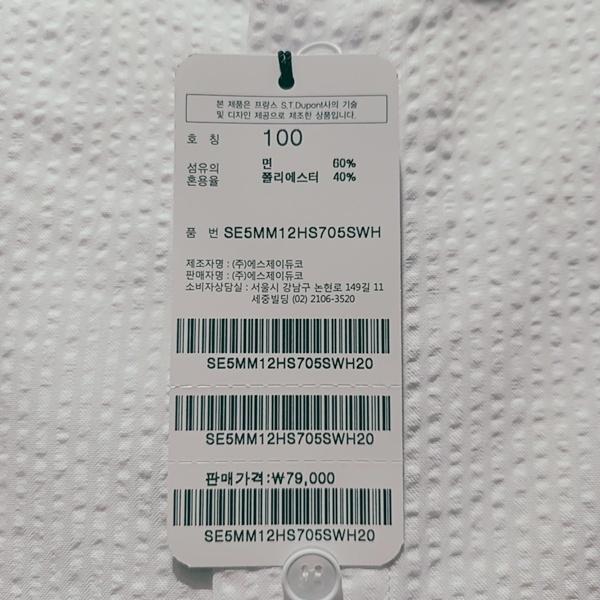 본 제품은 프랑스 S.T.Dupont사의 기술
및 디자인 제공으로 제조한 상품입니다.
호 칭 100
섬유의 면 60%
혼용율 폴리에스터 40%
품 번 SE5MM12HS705SWH
제조자명 : (주)에스제이듀코
판매자명 : (주)에스제이듀코
소비자상담실 : 서울시 강남구 논현로 149길 11
세중빌딩 (02) 2106-3520
SE5MM12HS705SWH20
SE5MM12HS705SWH20
판매가격:₩79,000
SE5MM12HS705SWH20